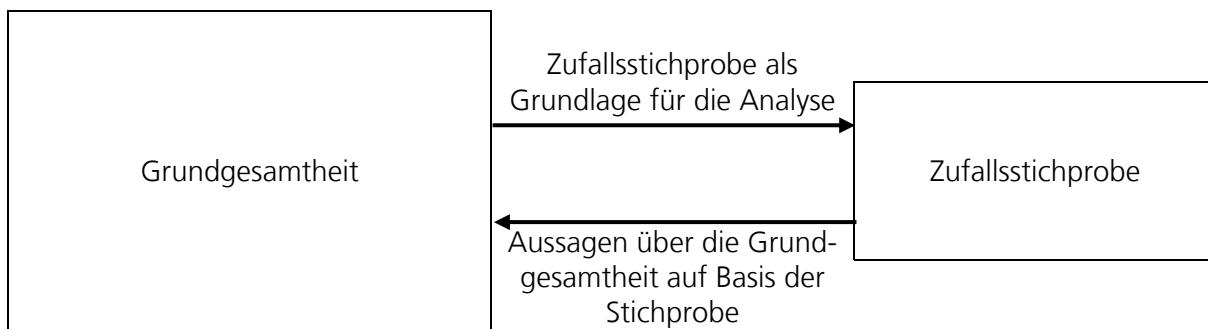 Zufallsstichprobe als
Grundlage für die Analyse
Grundgesamtheit
Zufallsstichprobe
Aussagen über die Grund-
gesamtheit auf Basis der
Stichprobe